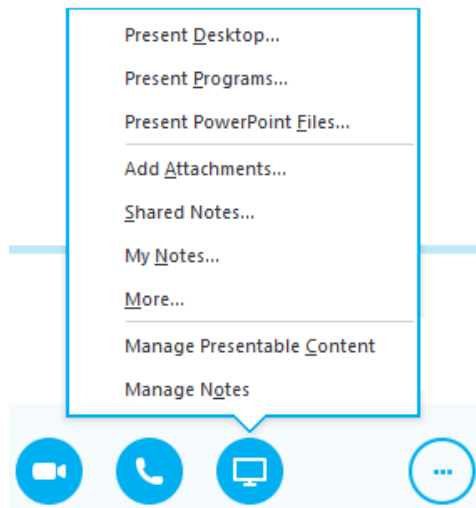 Present Desktop...
Present Programs...
Present PowerPoint Files...
Add Attachments...
Shared Notes...
My Notes...
More...
Manage Presentable Content
Manage Notes